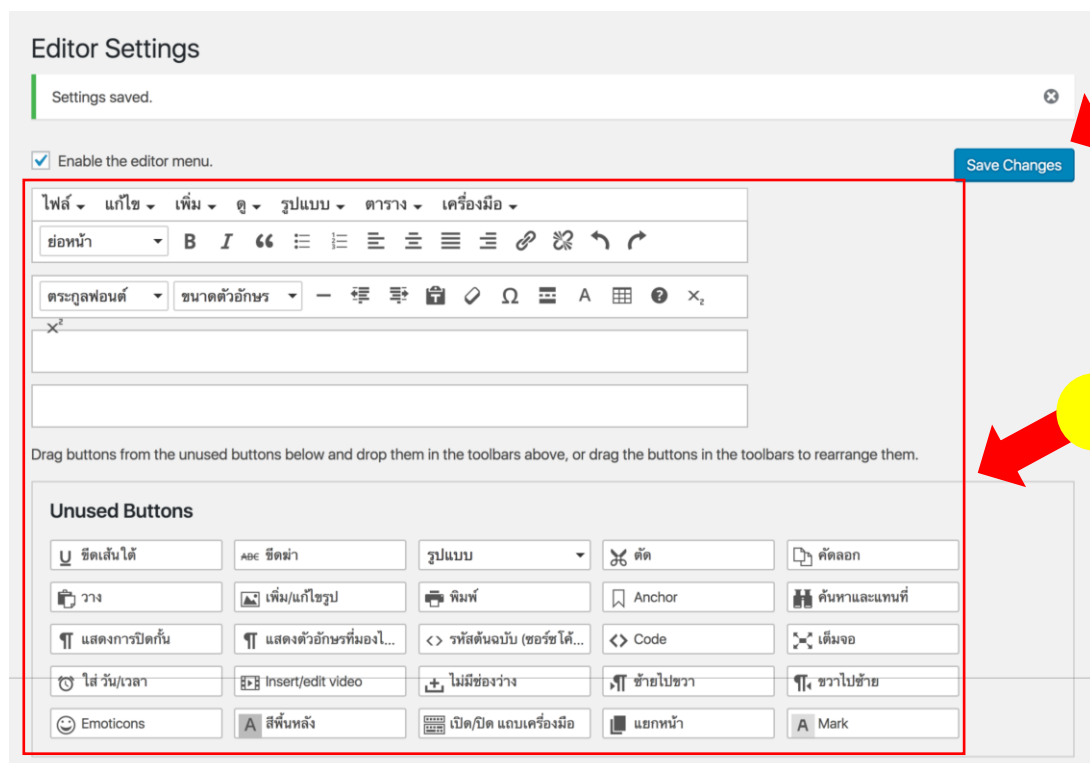 Editor Settings
Settings saved.
Enable the editor menu.
Save Changes
ไฟล์ แก้ไข เพิ่ม ดู รูปแบบ ตาราง เครื่องมือ
ย่อหน้า B I
ตระกูลฟอนต์ ขนาดตัวอักษร Ω A X₂
X²
Drag buttons from the unused buttons below and drop them in the toolbars above, or drag the buttons in the toolbars to rearrange them.
Unused Buttons
U ขีดเส้นใต้ ABC ขีดฆ่า รูปแบบ ตัด คัดลอก
วาง เพิ่ม/แก้ไขรูป พิมพ์ Anchor ค้นหาและแทนที่
แสดงการปิดกั้น แสดงตัวอักษรที่มองไ... <> รหัสต้นฉบับ (ซอร์ซโค้... <> Code เต็มจอ
ใส่ วัน/เวลา Insert/edit video ไม่มีช่องว่าง ซ้ายไปขวา ขวาไปซ้าย
Emoticons A สีพื้นหลัง เปิด/ปิด แถบเครื่องมือ แยกหน้า A Mark